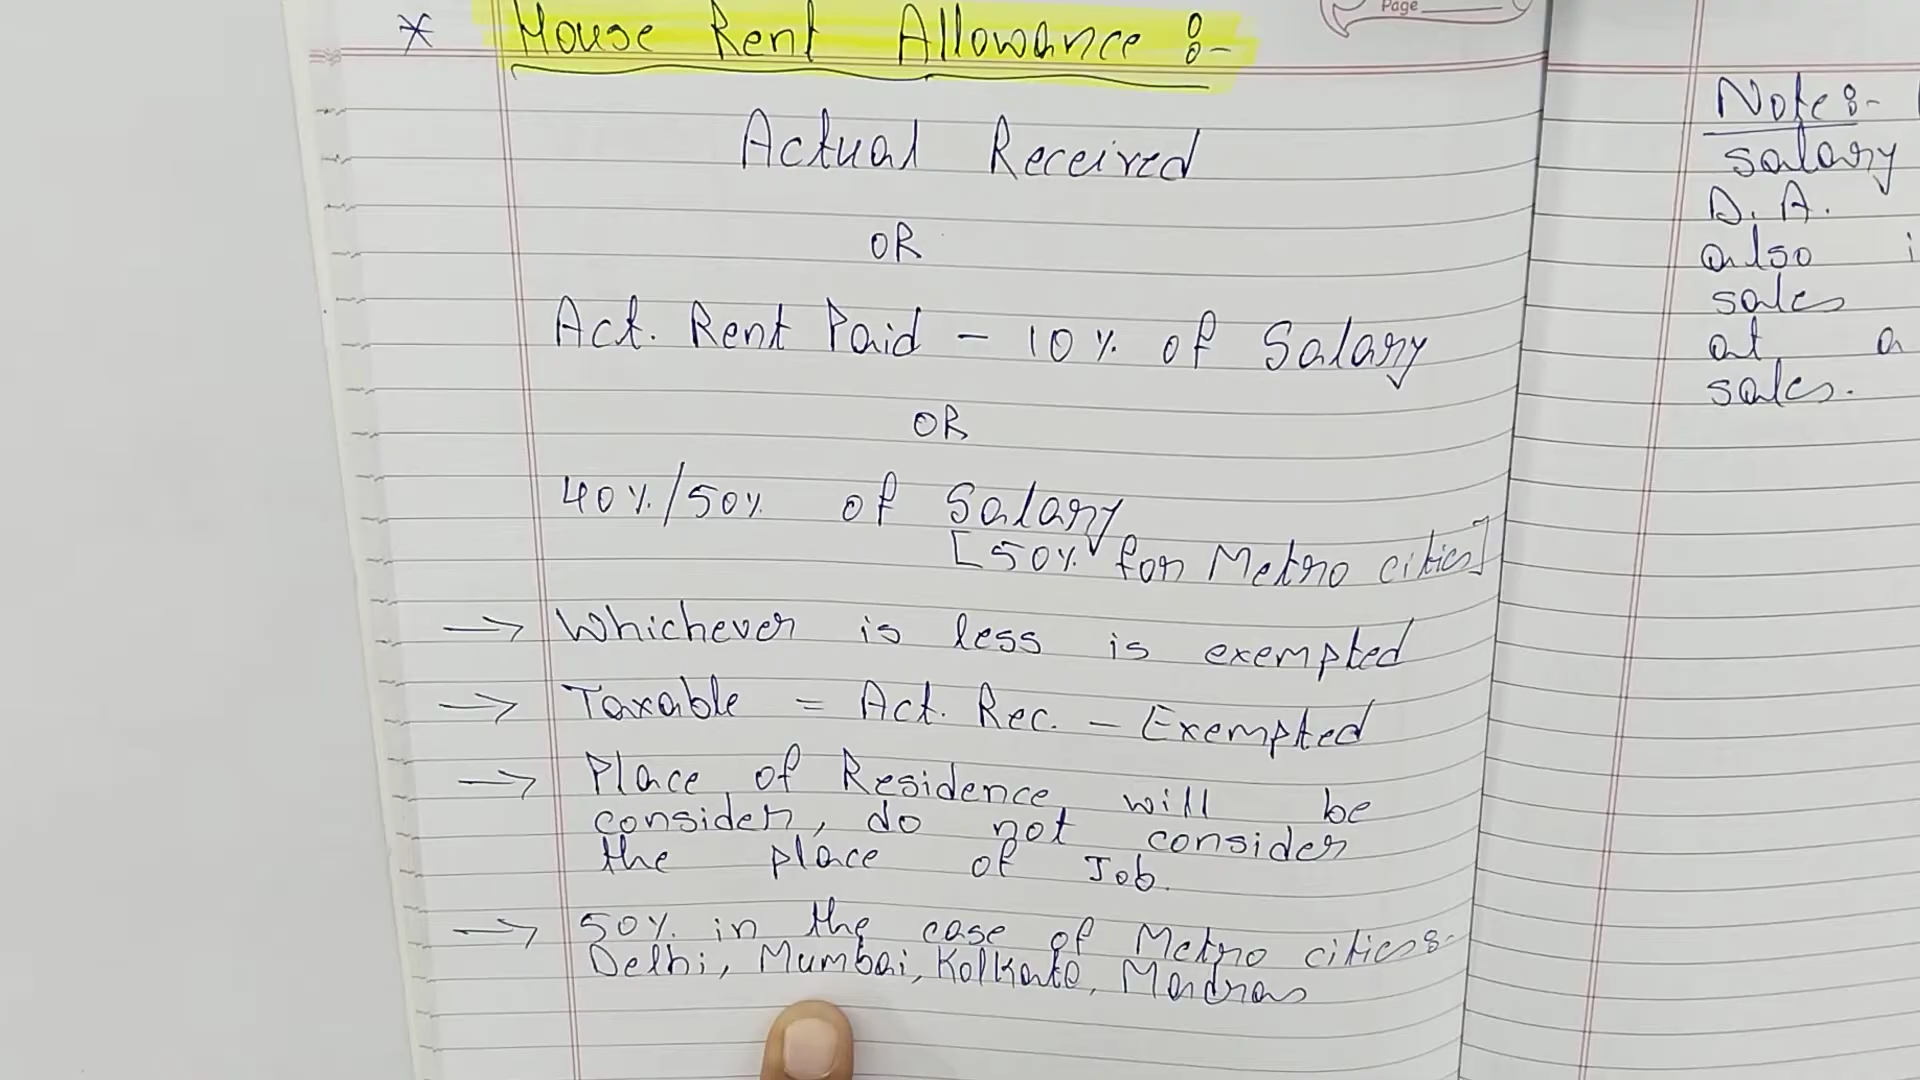 Page
* House Rent Allowance :-
Actual Received
OR
Act. Rent Paid - 10% of Salary
OR
40%/50% of Salary
[50% for Metro cities]
→ Whichever is less is exempted
→ Taxable = Act. Rec. - Exempted
→ Place of Residence will be
consider, do not consider
the place of Job.
→ 50% in the case of Metro cities:-
Delhi, Mumbai, Kolkata, Madras
Note:-
salary
D. A.
also i
sales
at a
sales.